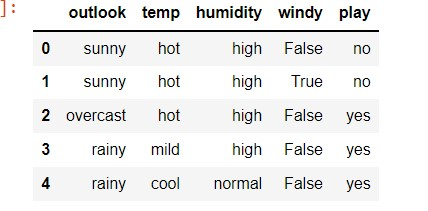 ]:
outlook temp humidity windy play
0 sunny hot high False no
1 sunny hot high True no
2 overcast hot high False yes
3 rainy mild high False yes
4 rainy cool normal False yes